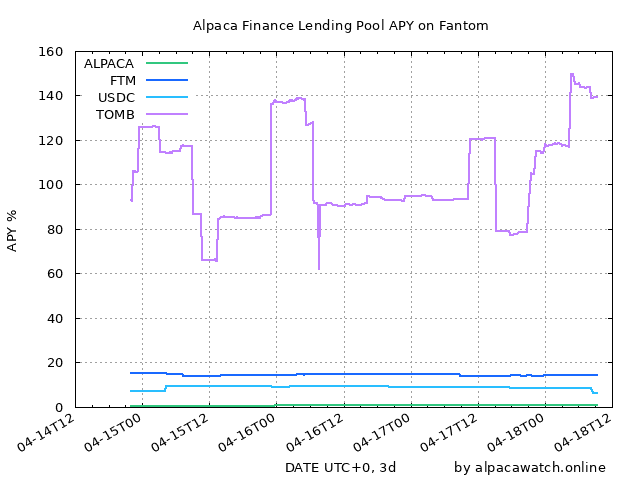 Alpaca Finance Lending Pool APY on Fantom
160
140
120
100
80
60
40
20
0
APY %
ALPACA
FTM
USDC
TOMB
04-14T12
04-15T00
04-15T12
04-16T00
04-16T12
04-17T00
04-17T12
04-18T00
04-18T12
DATE UTC+0, 3d
by alpacawatch.online